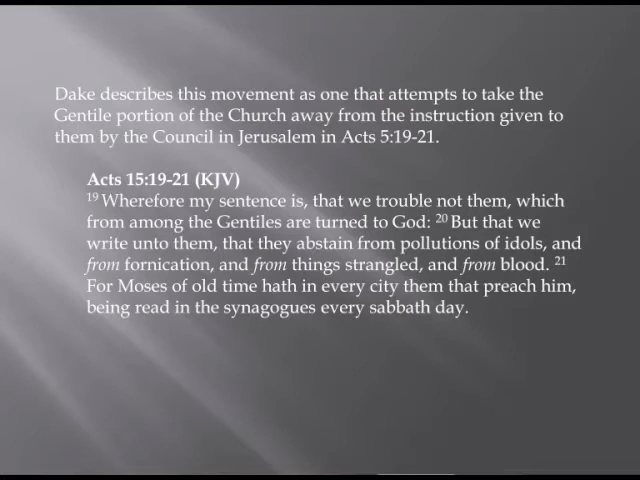 Dake describes this movement as one that attempts to take the
Gentile portion of the Church away from the instruction given to
them by the Council in Jerusalem in Acts 5:19-21.
Acts 15:19-21 (KJV)
19 Wherefore my sentence is, that we trouble not them, which
from among the Gentiles are turned to God: 20 But that we
write unto them, that they abstain from pollutions of idols, and
from fornication, and from things strangled, and from blood. 21
For Moses of old time hath in every city them that preach him,
being read in the synagogues every sabbath day.